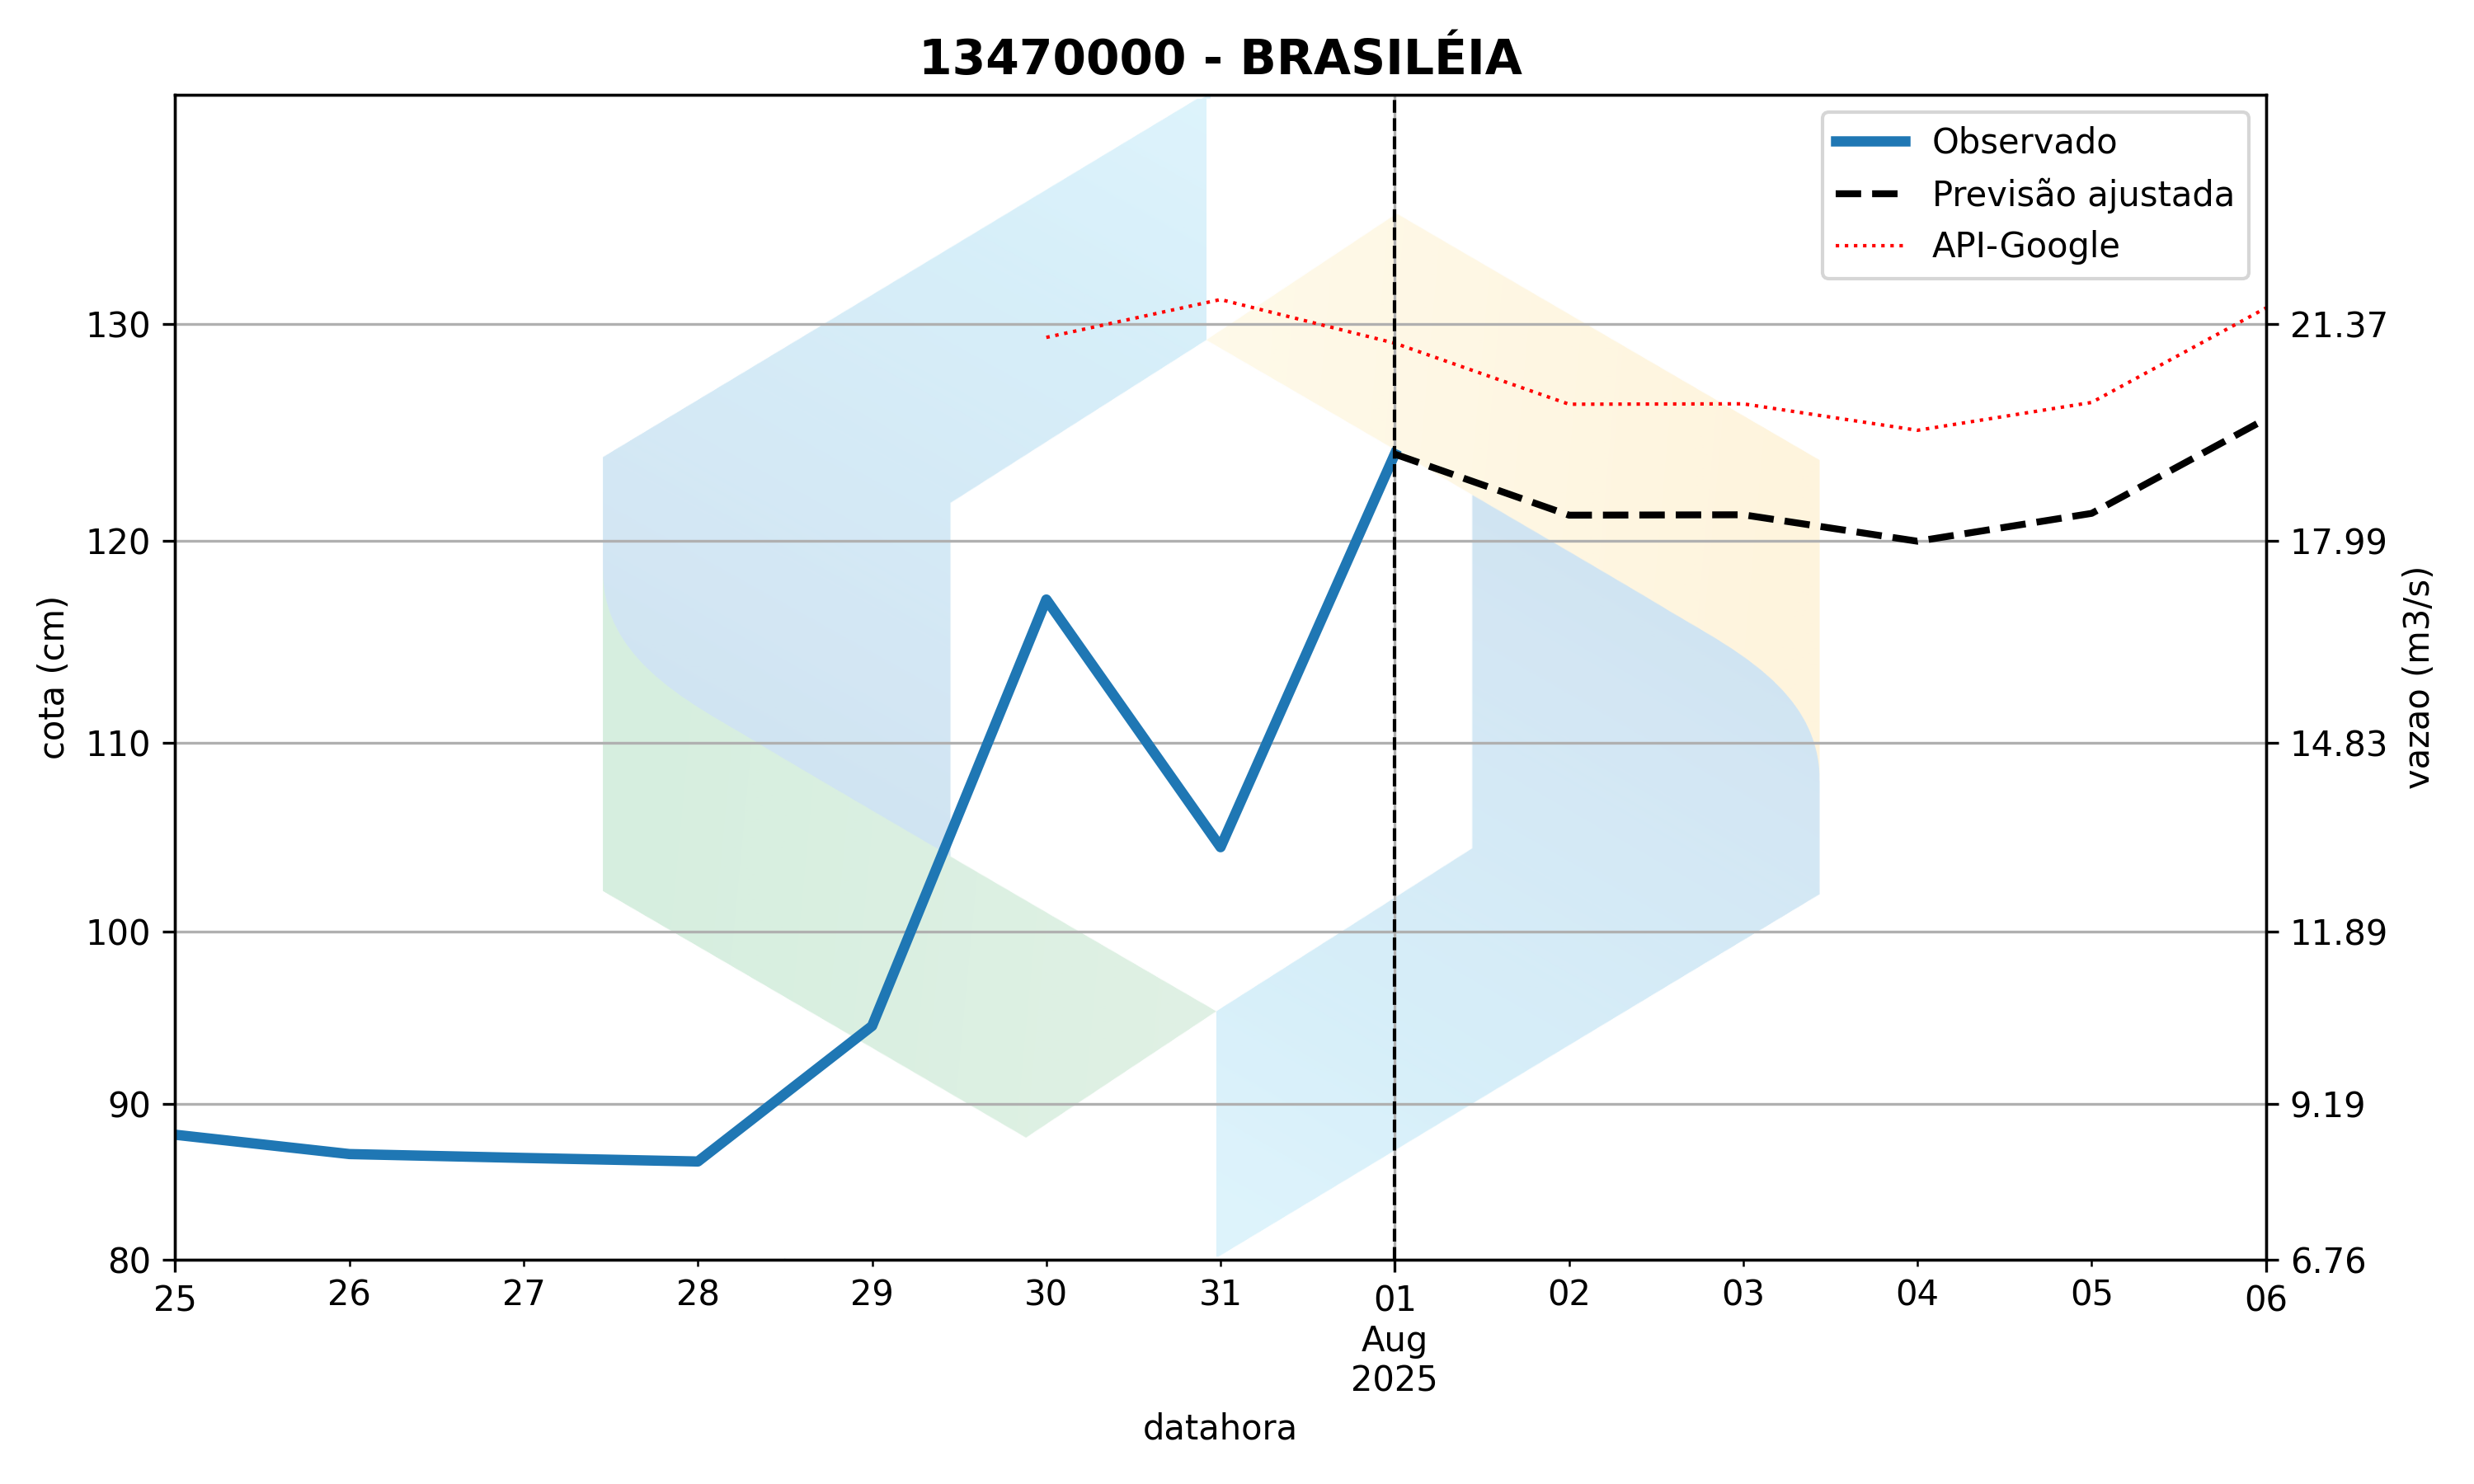 13470000 - BRASILÉIA
Observado
Previsão ajustada
API-Google
130
120
110
100
90
80
cota (cm)
21.37
17.99
14.83
11.89
9.19
6.76
vazao (m3/s)
25 26 27 28 29 30 31 01 02 03 04 05 06
Aug
2025
datahora